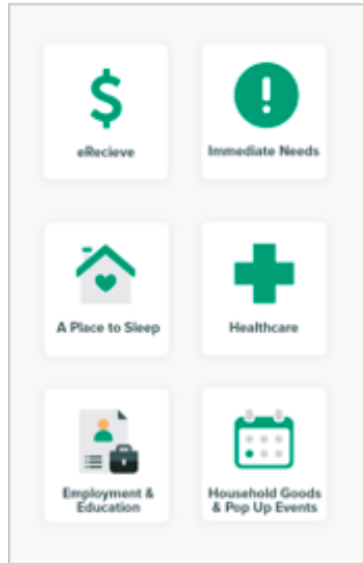 eRecieve
Immediate Needs
A Place to Sleep
Healthcare
Employment &
Education
Household Goods
& Pop Up Events